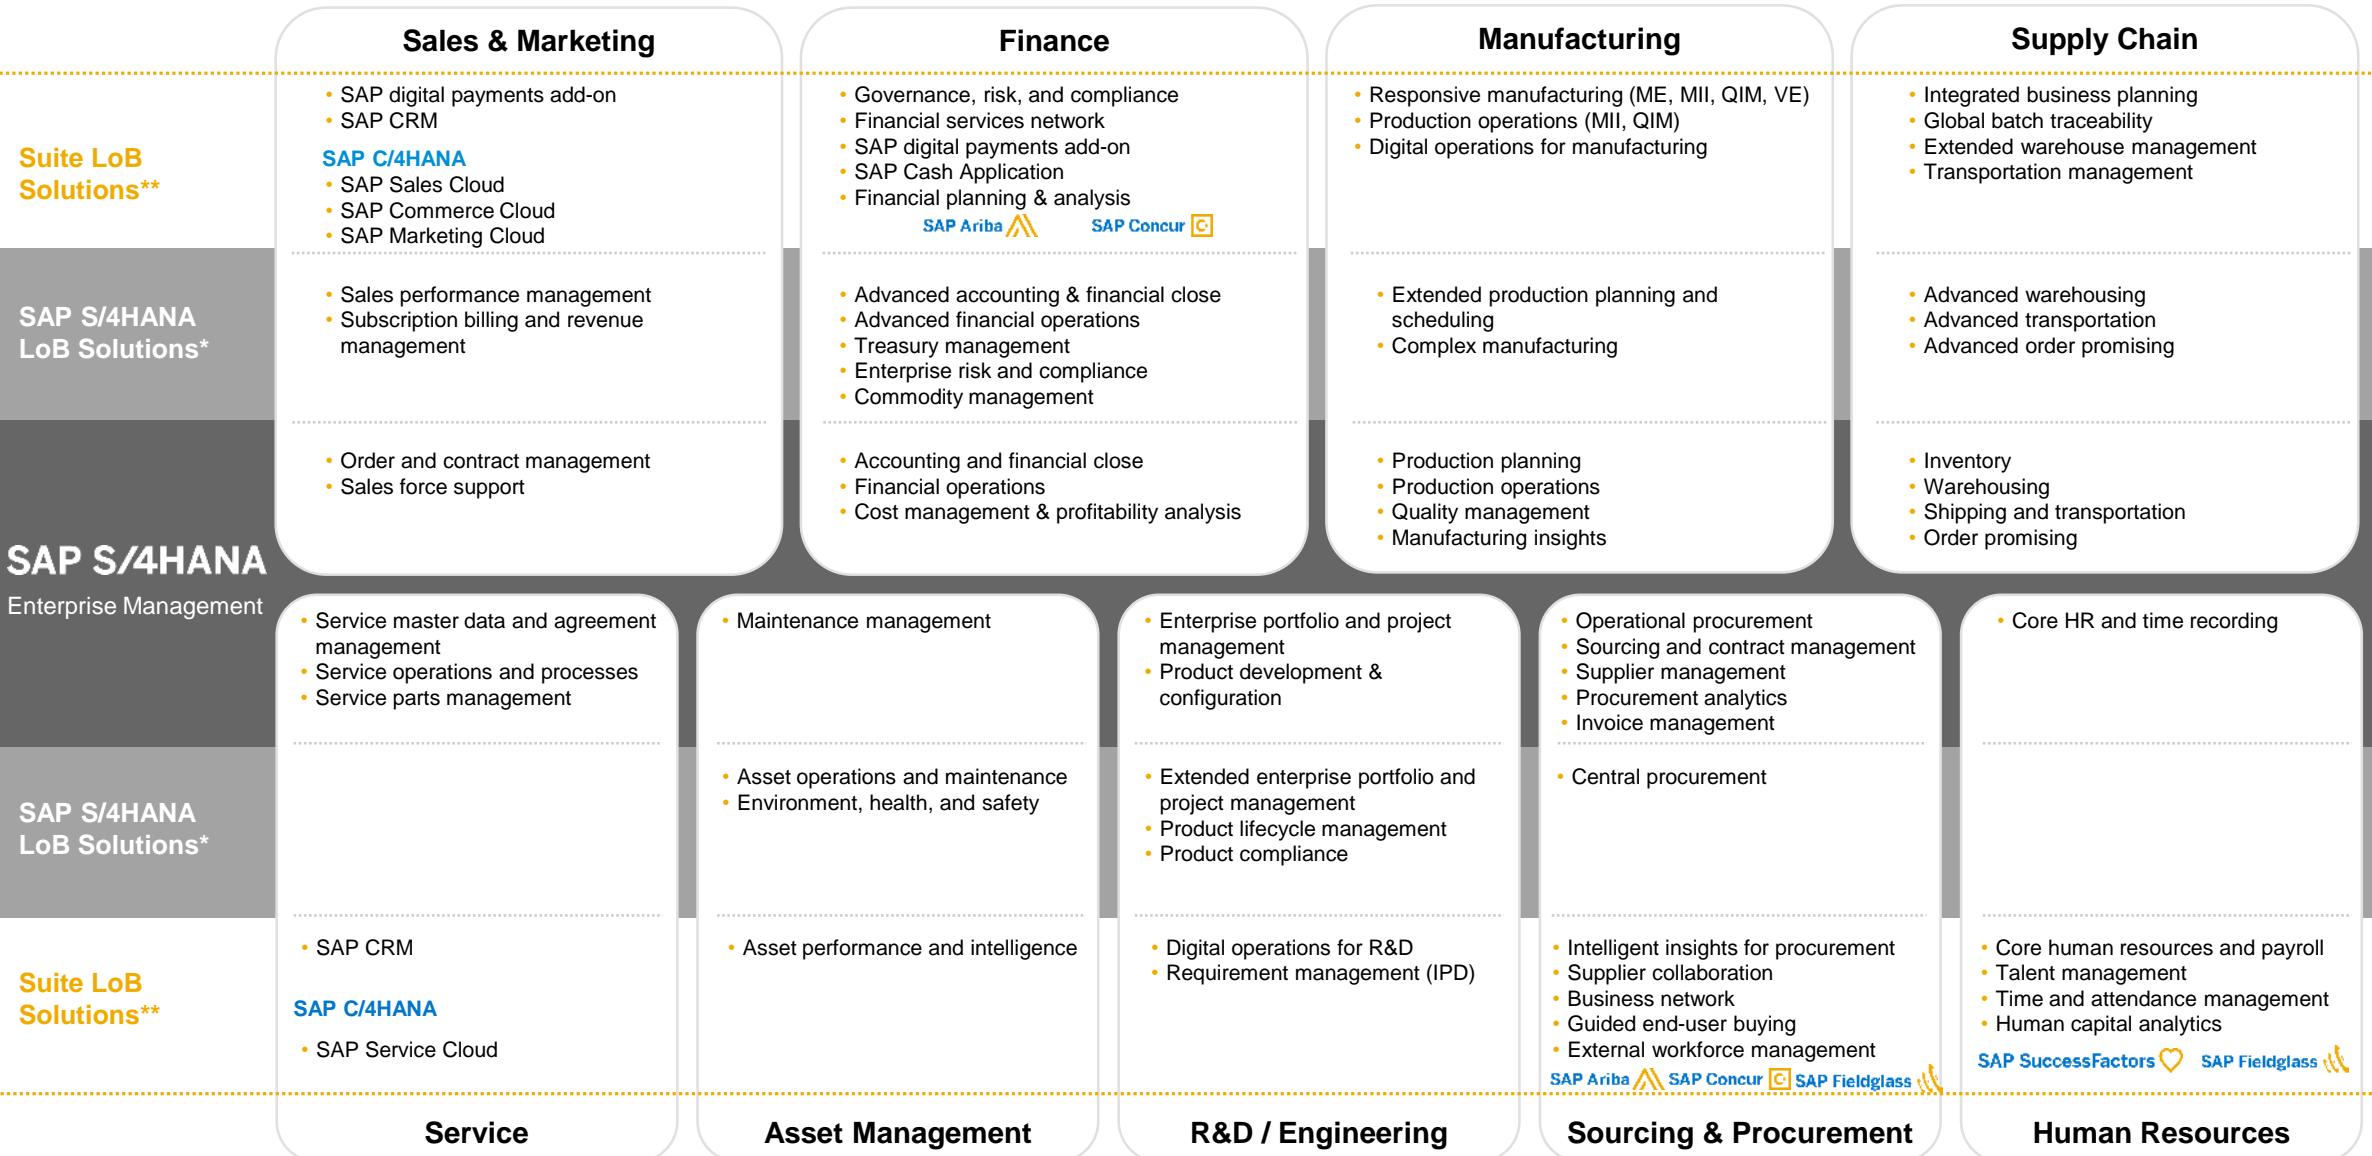 Sales & Marketing
Finance
Manufacturing
Supply Chain
Suite LoB
Solutions**
• SAP digital payments add-on
• SAP CRM
SAP C/4HANA
• SAP Sales Cloud
• SAP Commerce Cloud
• SAP Marketing Cloud
• Governance, risk, and compliance
• Financial services network
• SAP digital payments add-on
• SAP Cash Application
• Financial planning & analysis
SAP Ariba
SAP Concur
• Responsive manufacturing (ME, MII, QIM, VE)
• Production operations (MII, QIM)
• Digital operations for manufacturing
• Integrated business planning
• Global batch traceability
• Extended warehouse management
• Transportation management
SAP S/4HANA
LoB Solutions*
• Sales performance management
• Subscription billing and revenue
management
• Advanced accounting & financial close
• Advanced financial operations
• Treasury management
• Enterprise risk and compliance
• Commodity management
• Extended production planning and
scheduling
• Complex manufacturing
• Advanced warehousing
• Advanced transportation
• Advanced order promising
SAP S/4HANA
Enterprise Management
• Order and contract management
• Sales force support
• Accounting and financial close
• Financial operations
• Cost management & profitability analysis
• Production planning
• Production operations
• Quality management
• Manufacturing insights
• Inventory
• Warehousing
• Shipping and transportation
• Order promising
• Service master data and agreement
management
• Service operations and processes
• Service parts management
• Maintenance management
• Enterprise portfolio and project
management
• Product development &
configuration
• Operational procurement
• Sourcing and contract management
• Supplier management
• Procurement analytics
• Invoice management
• Core HR and time recording
SAP S/4HANA
LoB Solutions*
• Asset operations and maintenance
• Environment, health, and safety
• Extended enterprise portfolio and
project management
• Product lifecycle management
• Product compliance
• Central procurement
Suite LoB
Solutions**
• SAP CRM
SAP C/4HANA
• SAP Service Cloud
• Asset performance and intelligence
• Digital operations for R&D
• Requirement management (IPD)
• Intelligent insights for procurement
• Supplier collaboration
• Business network
• Guided end-user buying
• External workforce management
SAP Ariba
SAP Concur
SAP Fieldglass
• Core human resources and payroll
• Talent management
• Time and attendance management
• Human capital analytics
SAP SuccessFactors
SAP Fieldglass
Service
Asset Management
R&D / Engineering
Sourcing & Procurement
Human Resources